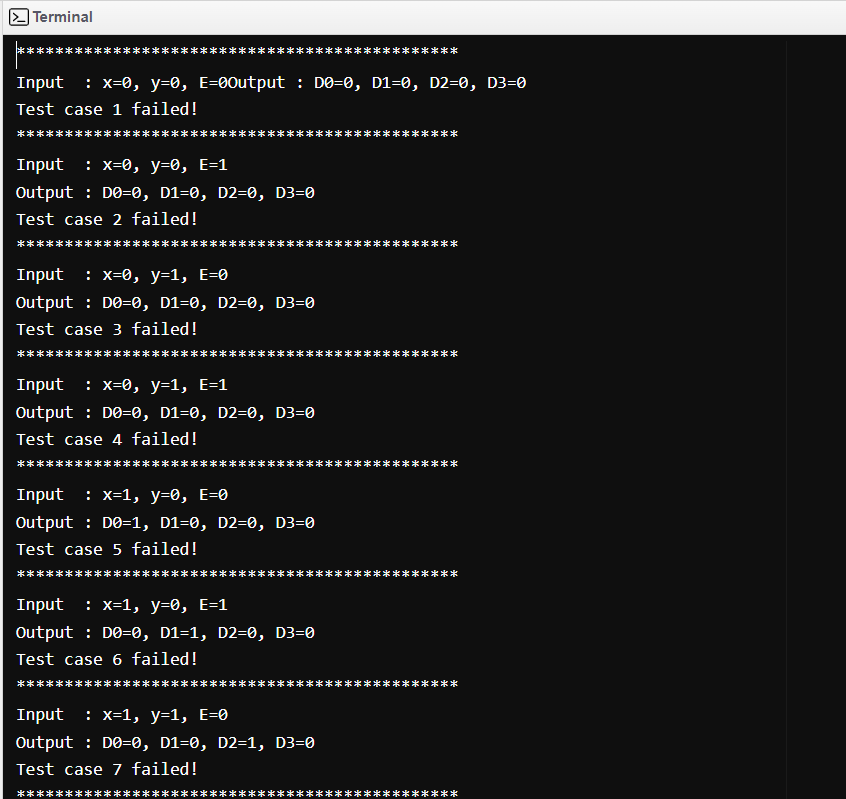 Terminal
**********************************************
Input  : x=0, y=0, E=0Output : D0=0, D1=0, D2=0, D3=0
Test case 1 failed!
**********************************************
Input  : x=0, y=0, E=1
Output : D0=0, D1=0, D2=0, D3=0
Test case 2 failed!
**********************************************
Input  : x=0, y=1, E=0
Output : D0=0, D1=0, D2=0, D3=0
Test case 3 failed!
**********************************************
Input  : x=0, y=1, E=1
Output : D0=0, D1=0, D2=0, D3=0
Test case 4 failed!
**********************************************
Input  : x=1, y=0, E=0
Output : D0=1, D1=0, D2=0, D3=0
Test case 5 failed!
**********************************************
Input  : x=1, y=0, E=1
Output : D0=0, D1=1, D2=0, D3=0
Test case 6 failed!
**********************************************
Input  : x=1, y=1, E=0
Output : D0=0, D1=0, D2=1, D3=0
Test case 7 failed!
**********************************************